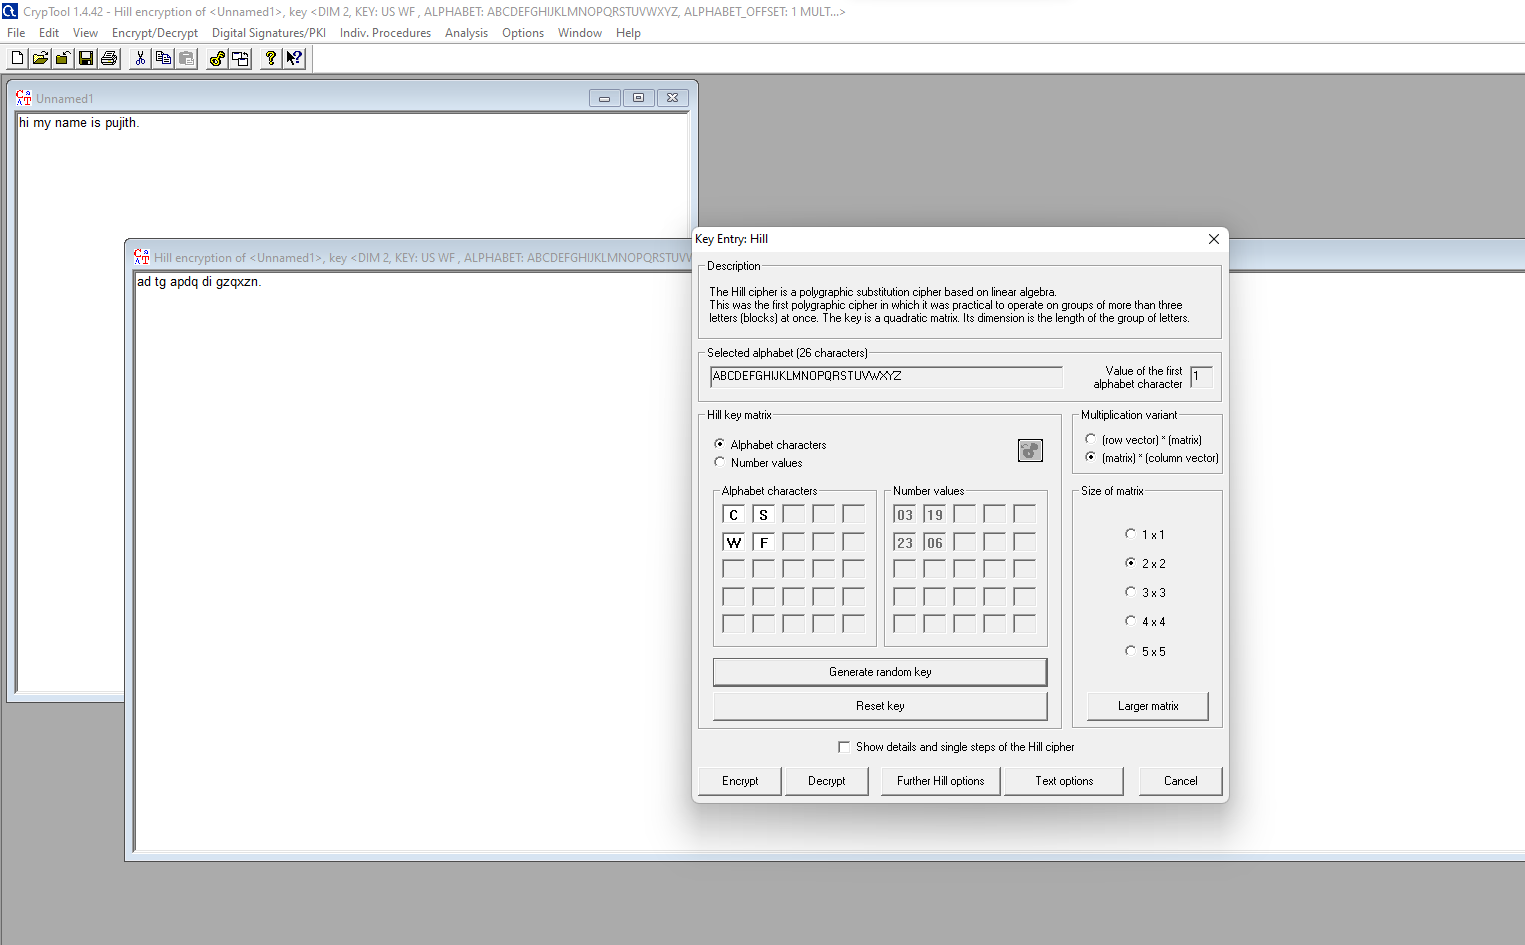 CrypTool 1.4.42 - Hill encryption of <Unnamed1>, key <DIM 2, KEY: US WF , ALPHABET: ABCDEFGHIJKLMNOPQRSTUVWXYZ, ALPHABET_OFFSET: 1 MULT...>
File Edit View Encrypt/Decrypt Digital Signatures/PKI Indiv. Procedures Analysis Options Window Help
Unnamed1
hi my name is pujith.
Hill encryption of <Unnamed1>, key <DIM 2, KEY: US WF , ALPHABET: ABCDEFGHIJKLMNOPQRSTUVW
ad tg apdq di gzqxzn.
Key Entry: Hill
Description
The Hill cipher is a polygraphic substitution cipher based on linear algebra.
This was the first polygraphic cipher in which it was practical to operate on groups of more than three
letters (blocks) at once. The key is a quadratic matrix. Its dimension is the length of the group of letters.
Selected alphabet (26 characters)
ABCDEFGHIJKLMNOPQRSTUVWXYZ
Value of the first
alphabet character
1
Hill key matrix
Alphabet characters
Number values
Multiplication variant
(row vector) * (matrix)
(matrix) * (column vector)
Alphabet characters
C S
W F
Number values
03 19
23 06
Size of matrix
1 x 1
2 x 2
3 x 3
4 x 4
5 x 5
Larger matrix
Generate random key
Reset key
Show details and single steps of the Hill cipher
Encrypt Decrypt Further Hill options Text options Cancel